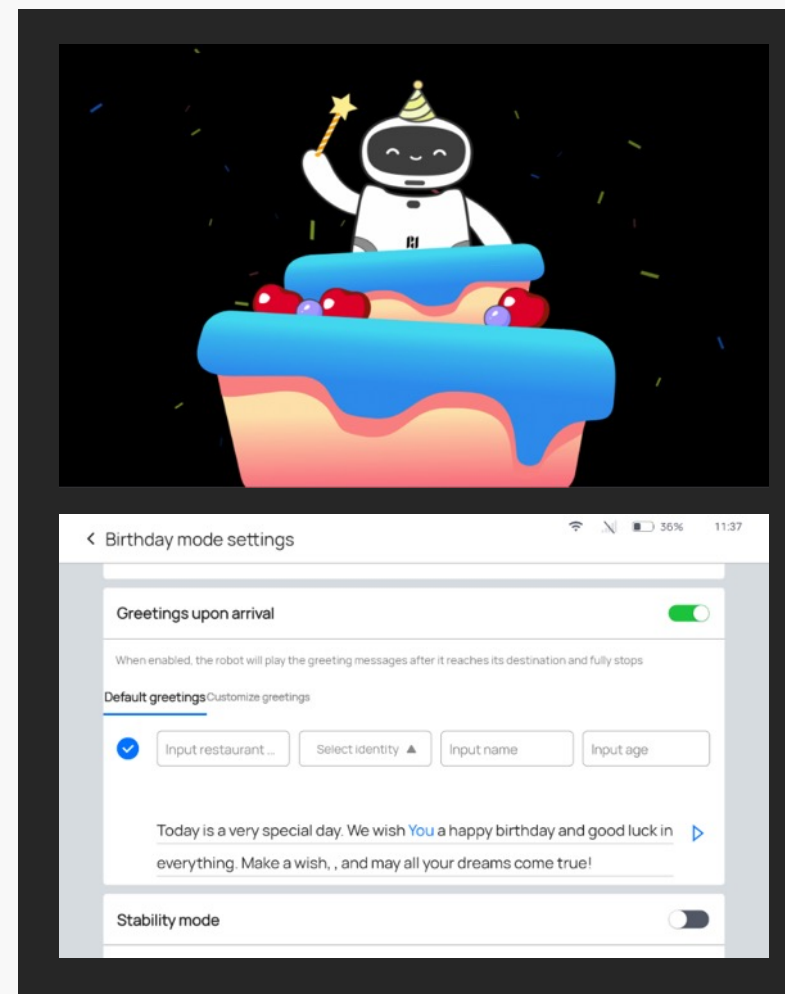 Birthday mode settings
36%
11:37
Greetings upon arrival
When enabled, the robot will play the greeting messages after it reaches its destination and fully stops
Default greetings Customize greetings
Input restaurant ... Select identity Input name Input age
Today is a very special day. We wish You a happy birthday and good luck in
everything. Make a wish, , and may all your dreams come true!
Stability mode